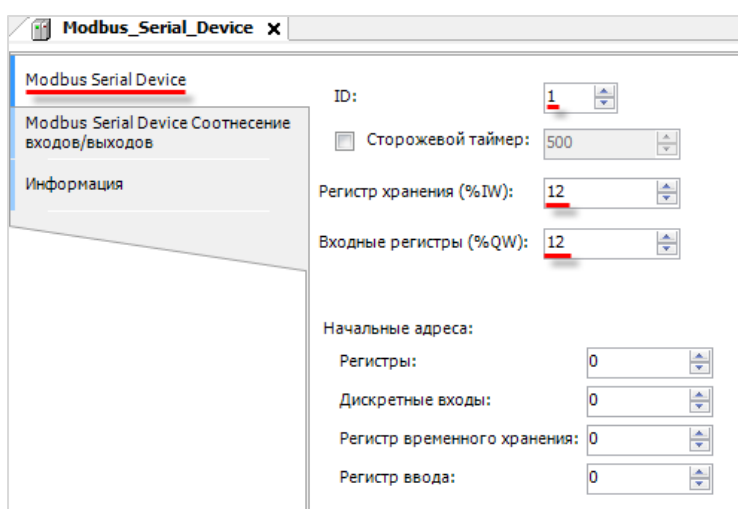 Modbus_Serial_Device x
Modbus Serial Device
Modbus Serial Device Соотнесение
входов/выходов
Информация
ID: 1
Сторожевой таймер: 500
Регистр хранения (%IW): 12
Входные регистры (%QW): 12
Начальные адреса:
Регистры: 0
Дискретные входы: 0
Регистр временного хранения: 0
Регистр ввода: 0